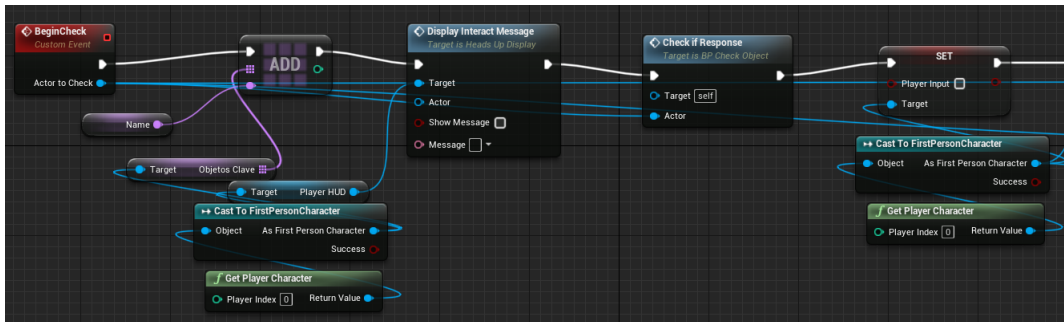 BeginCheck
Custom Event
Actor to Check
Name
ADD
Target Objetos Clave
Target Player HUD
Cast To FirstPersonCharacter
Object As First Person Character
Success
Get Player Character
Player Index 0 Return Value
Display Interact Message
Target is Heads Up Display
Target
Actor
Show Message
Message
Check if Response
Target is BP Check Object
Target self
Actor
SET
Player Input
Target
Cast To FirstPersonCharacter
Object As First Person Character
Success
Get Player Character
Player Index 0 Return Value